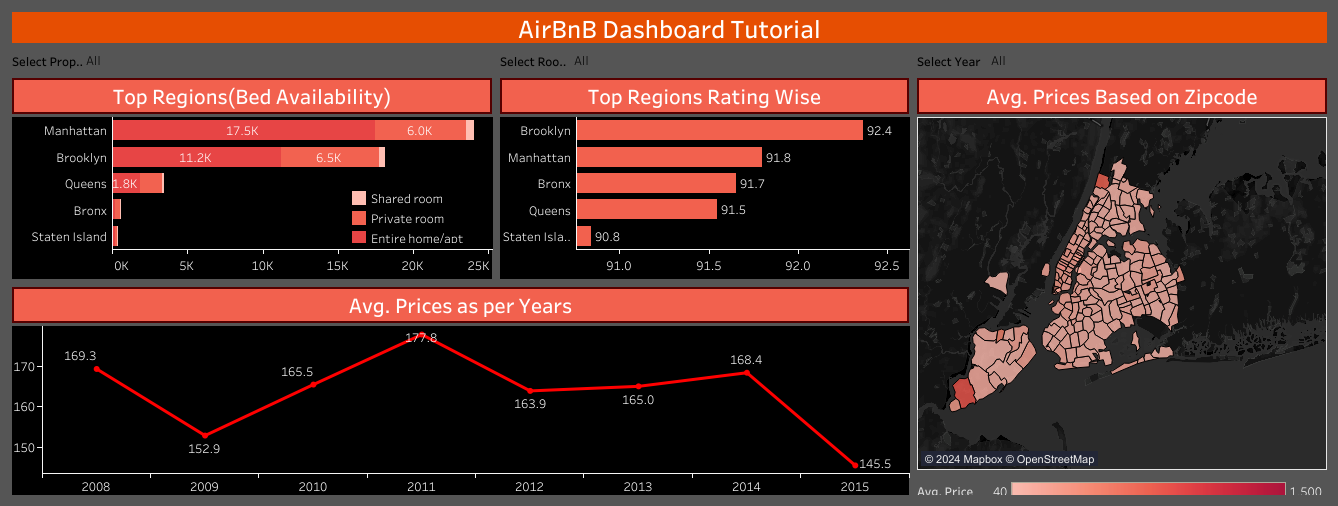 AirBnB Dashboard Tutorial
Select Prop.. All
Select Roo.. All
Select Year All
Top Regions(Bed Availability)
Manhattan 17.5K 6.0K
Brooklyn 11.2K 6.5K
Queens 1.8K
Bronx
Staten Island
Shared room
Private room
Entire home/apt
0K 5K 10K 15K 20K 25K
Top Regions Rating Wise
Brooklyn 92.4
Manhattan 91.8
Bronx 91.7
Queens 91.5
Staten Isla.. 90.8
91.0 91.5 92.0 92.5
Avg. Prices Based on Zipcode
© 2024 Mapbox © OpenStreetMap
Avg. Price 40 1,500
Avg. Prices as per Years
170
160
150
169.3
152.9
165.5
177.8
163.9
165.0
168.4
145.5
2008 2009 2010 2011 2012 2013 2014 2015